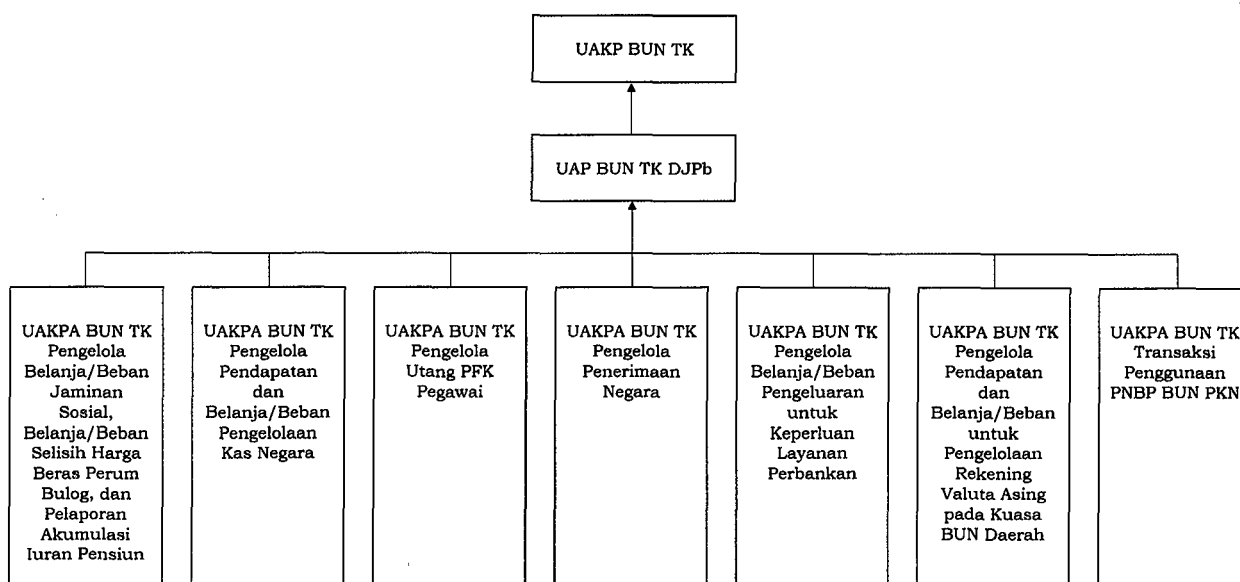 UAKP BUN TK
UAP BUN TK DJPb
UAKPA BUN TK
Pengelola
Belanja/Beban
Jaminan
Sosial,
Belanja/Beban
Selisih Harga
Beras Perum
Bulog, dan
Pelaporan
Akumulasi
Iuran Pensiun
UAKPA BUN TK
Pengelola
Pendapatan
dan
Belanja/Beban
Pengelolaan
Kas Negara
UAKPA BUN TK
Pengelola
Utang PFK
Pegawai
UAKPA BUN TK
Pengelola
Penerimaan
Negara
UAKPA BUN TK
Pengelola
Belanja/Beban
Pengeluaran
untuk
Keperluan
Layanan
Perbankan
UAKPA BUN TK
Pengelola
Pendapatan
dan
Belanja/Beban
untuk
Pengelolaan
Rekening
Valuta Asing
pada Kuasa
BUN Daerah
UAKPA BUN TK
Transaksi
Penggunaan
PNBP BUN PKN